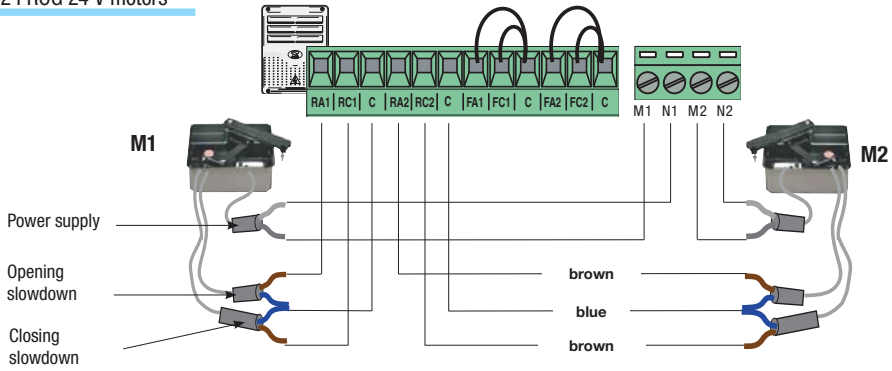 2 FROG 24 V motors
RA1 RC1 C RA2 RC2 C FA1 FC1 C FA2 FC2 C
M1 N1 M2 N2
M1
M2
Power supply
Opening
slowdown
brown
blue
Closing
slowdown
brown